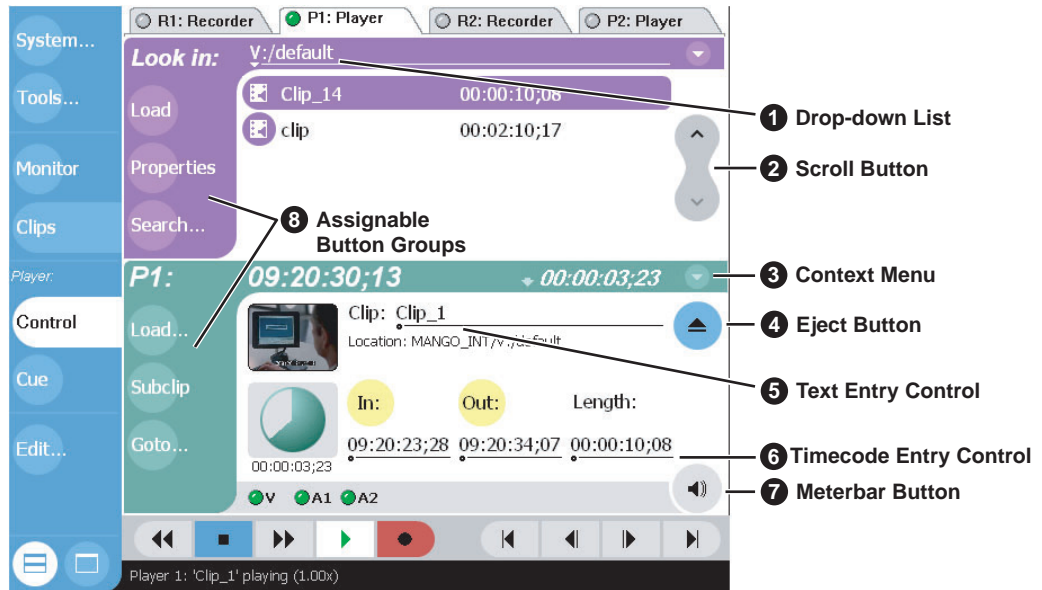 System...
Tools...
Monitor
Clips
Player:
Control
Cue
Edit...
R1: Recorder
P1: Player
R2: Recorder
P2: Player
Look in:
V:/default
Load
Properties
Search...
Clip_14 00:00:10;08
clip 00:02:10;17
1 Drop-down List
2 Scroll Button
8 Assignable
Button Groups
P1: 09:20:30;13 00:00:03;23
3 Context Menu
Load...
Subclip
Goto...
Clip: Clip_1
Location: MANGO_INT/V:/default
4 Eject Button
5 Text Entry Control
In: Out: Length:
09:20:23;28 09:20:34;07 00:00:10;08
00:00:03;23
6 Timecode Entry Control
V A1 A2
7 Meterbar Button
Player 1: 'Clip_1' playing (1.00x)